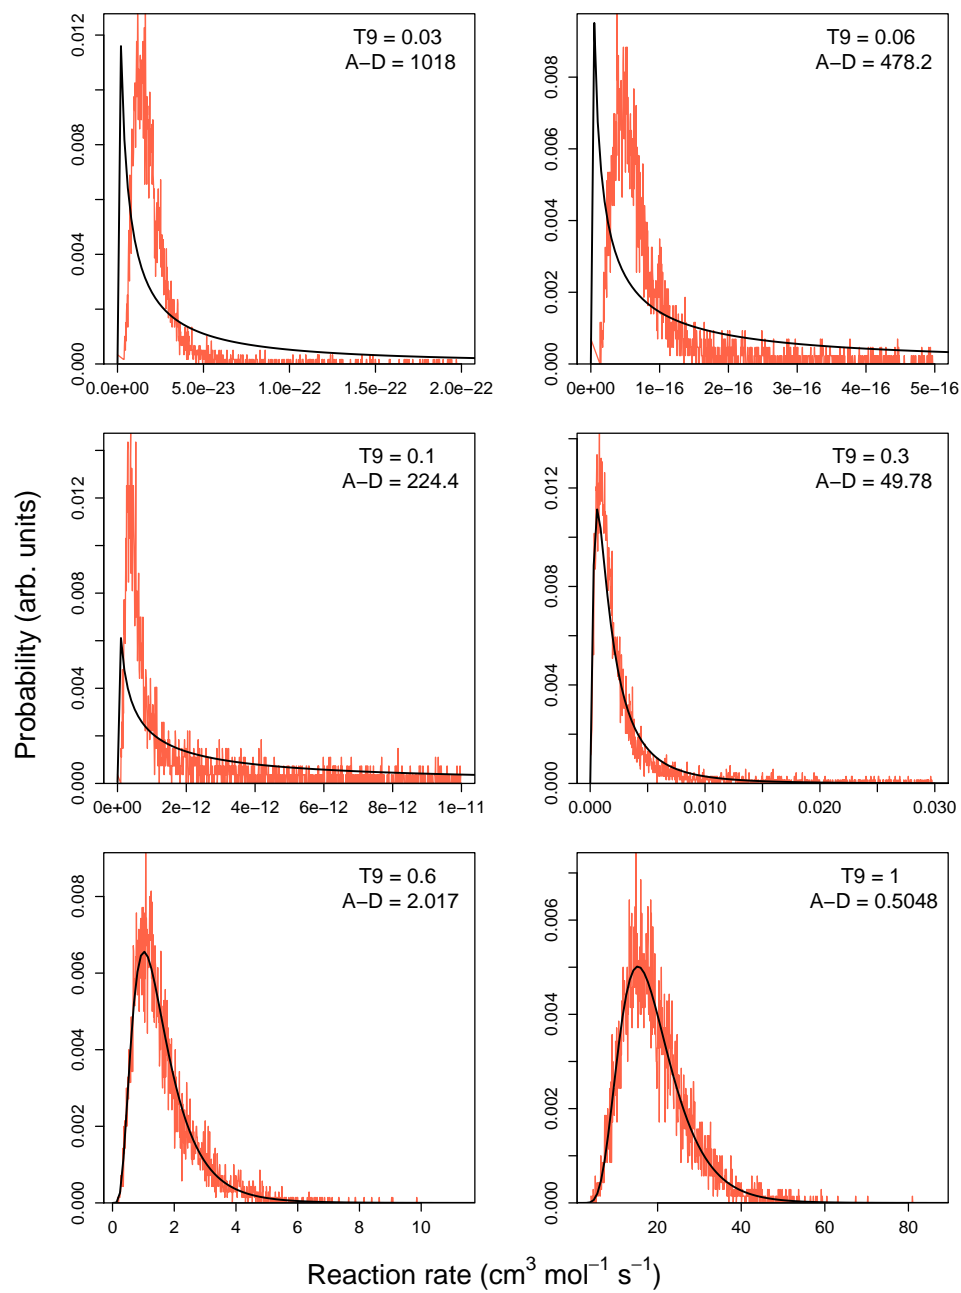 T9 = 0.03
A−D = 1018
0.000 0.004 0.008 0.012
0.0e+00 5.0e−23 1.0e−22 1.5e−22 2.0e−22
T9 = 0.06
A−D = 478.2
0.000 0.002 0.004 0.006 0.008
0e+00 1e−16 2e−16 3e−16 4e−16 5e−16
Probability (arb. units)
T9 = 0.1
A−D = 224.4
0.000 0.004 0.008 0.012
0e+00 2e−12 4e−12 6e−12 8e−12 1e−11
T9 = 0.3
A−D = 49.78
0.000 0.004 0.008 0.012
0.000 0.010 0.020 0.030
T9 = 0.6
A−D = 2.017
0.000 0.002 0.004 0.006 0.008
0 2 4 6 8 10
T9 = 1
A−D = 0.5048
0.000 0.002 0.004 0.006
20 40 60 80
Reaction rate (cm³ mol⁻¹ s⁻¹)